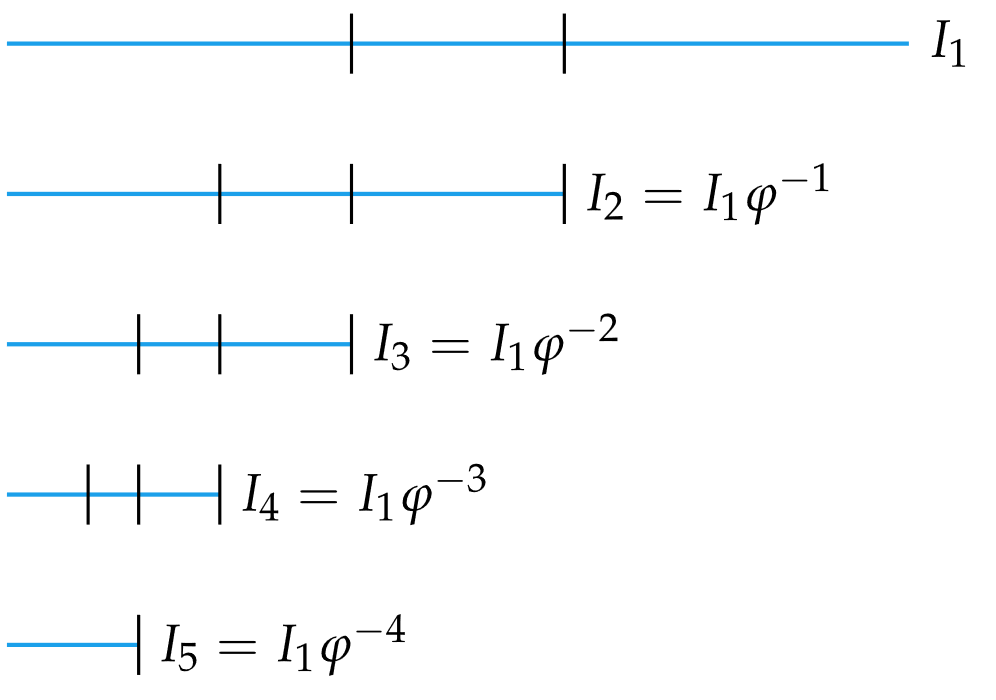 I₁
I₂ = I₁φ⁻¹
I₃ = I₁φ⁻²
I₄ = I₁φ⁻³
I₅ = I₁φ⁻⁴